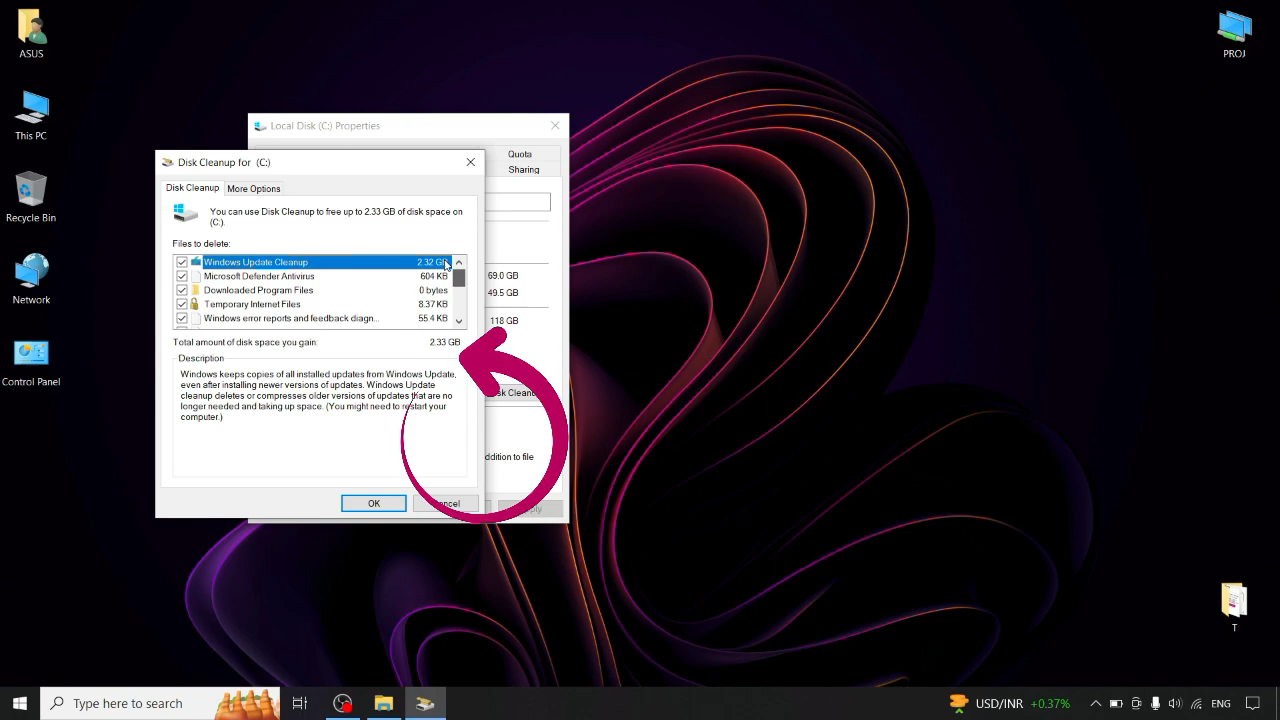 ASUS
This PC
Recycle Bin
Network
Control Panel
PROJ
T
Local Disk (C:) Properties
Quota
Sharing
69.0 GB
49.5 GB
118 GB
ddition to file
Disk Cleanup for (C:)
Disk Cleanup
More Options
You can use Disk Cleanup to free up to 2.33 GB of disk space on
(C:).
Files to delete:
Windows Update Cleanup 2.32 GB
Microsoft Defender Antivirus 604 KB
Downloaded Program Files 0 bytes
Temporary Internet Files 8.37 KB
Windows error reports and feedback diagn... 55.4 KB
Total amount of disk space you gain: 2.33 GB
Description
Windows keeps copies of all installed updates from Windows Update,
even after installing newer versions of updates. Windows Update
cleanup deletes or compresses older versions of updates that are no
longer needed and taking up space. (You might need to restart your
computer.)
OK
Cancel
Type here to search
USD/INR +0.37%
ENG